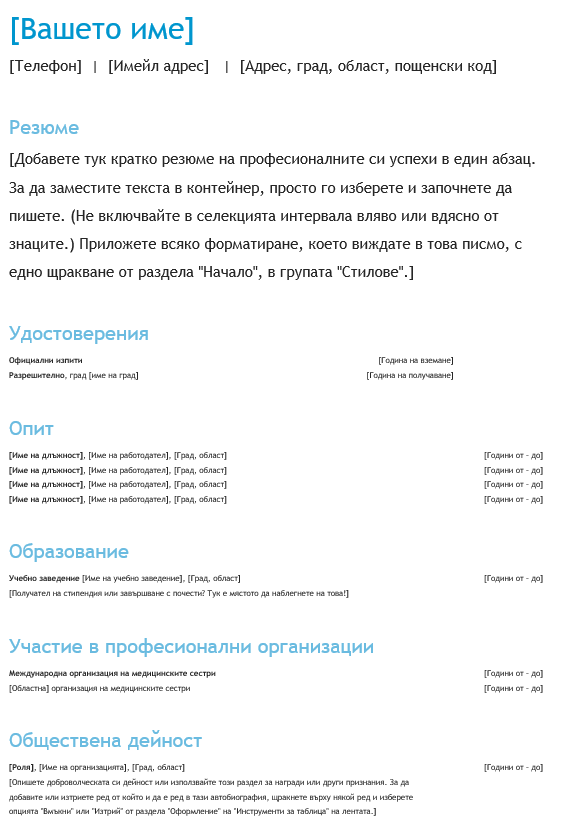 [Вашето име]
[Телефон] | [Имейл адрес] | [Адрес, град, област, пощенски код]
Резюме
[Добавете тук кратко резюме на професионалните си успехи в един абзац.
За да заместите текста в контейнер, просто го изберете и започнете да
пишете. (Не включвайте в селекцията интервала вляво или вдясно от
знаците.) Приложете всяко форматиране, което виждате в това писмо, с
едно щракване от раздела "Начало", в групата "Стилове".]
Удостоверения
Официални изпити [Година на вземане]
Разрешително, град [име на град] [Година на получаване]
Опит
[Име на длъжност], [Име на работодател], [Град, област] [Години от – до]
[Име на длъжност], [Име на работодател], [Град, област] [Години от – до]
[Име на длъжност], [Име на работодател], [Град, област] [Години от – до]
[Име на длъжност], [Име на работодател], [Град, област] [Години от – до]
Образование
Учебно заведение [Име на учебно заведение], [Град, област] [Години от – до]
[Получател на стипендия или завършване с почести? Тук е мястото да наблегнете на това!]
Участие в професионални организации
Международна организация на медицинските сестри [Години от – до]
[Областна] организация на медицинските сестри [Години от – до]
Обществена дейност
[Роля], [Име на организацията], [Град, област] [Години от – до]
[Опишете доброволческата си дейност или използвайте този раздел за награди или други признания. За да
добавите или изтриете ред от който и да е ред в тази автобиография, щракнете върху някой ред и изберете
опцията "Вмъкни" или "Изтрий" от раздела "Оформление" на "Инструменти за таблица" на лентата.]